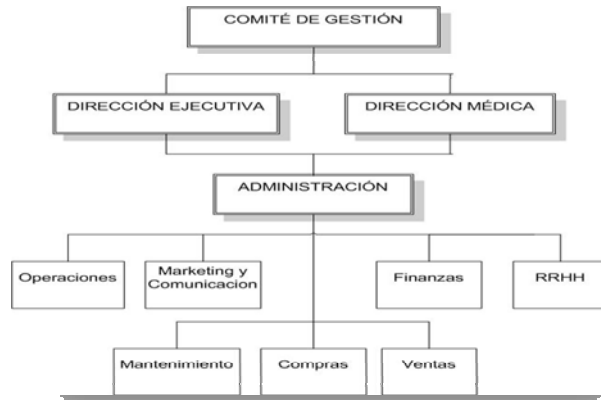 COMITÉ DE GESTIÓN
DIRECCIÓN EJECUTIVA
DIRECCIÓN MÉDICA
ADMINISTRACIÓN
Operaciones
Marketing y
Comunicacion
Finanzas
RRHH
Mantenimiento
Compras
Ventas